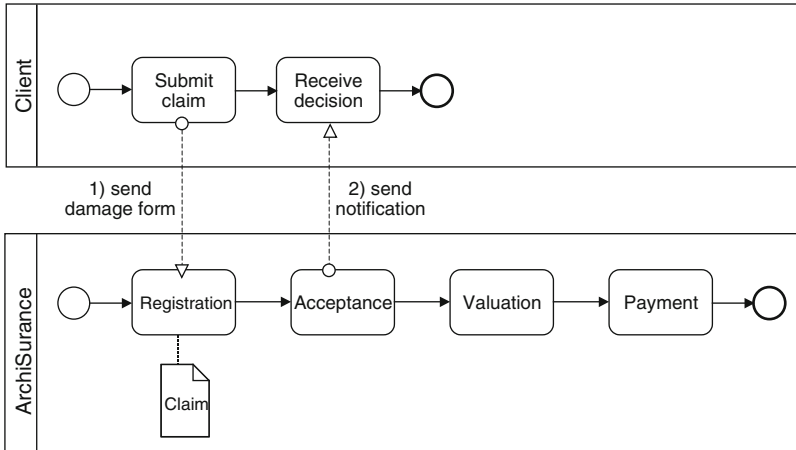 Client
Submit
claim
Receive
decision
1) send
damage form
2) send
notification
ArchiSurance
Registration
Acceptance
Valuation
Payment
Claim